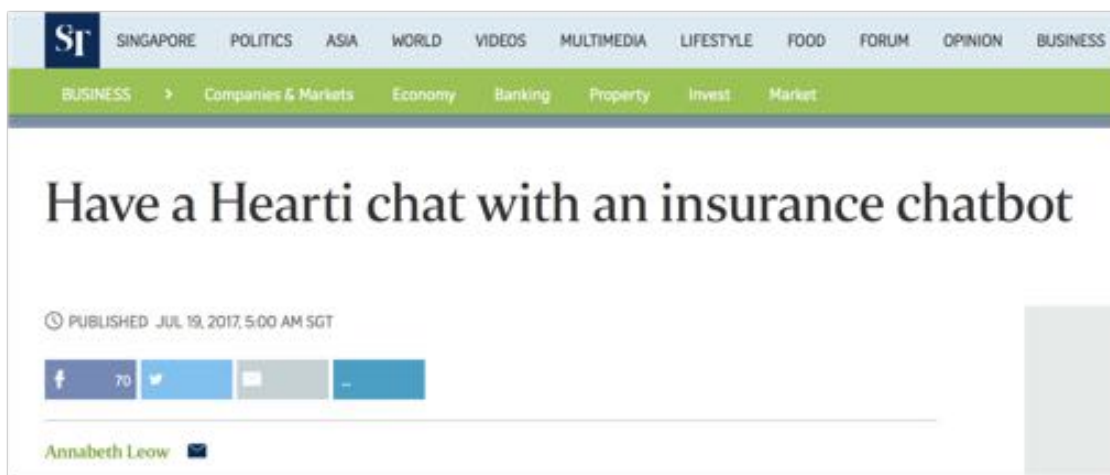 ST SINGAPORE POLITICS ASIA WORLD VIDEOS MULTIMEDIA LIFESTYLE FOOD FORUM OPINION BUSINESS
BUSINESS > Companies & Markets Economy Banking Property Invest Market
Have a Hearti chat with an insurance chatbot
PUBLISHED JUL 19, 2017, 5:00 AM SGT
f 70 ...
Annabeth Leow